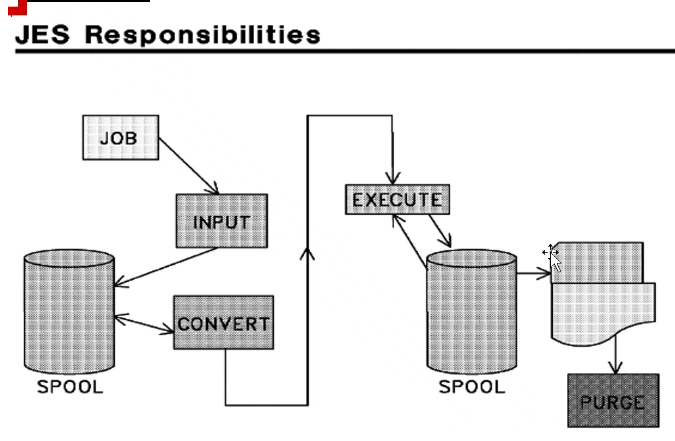 JES Responsibilities
JOB
INPUT
SPOOL
CONVERT
EXECUTE
SPOOL
PURGE